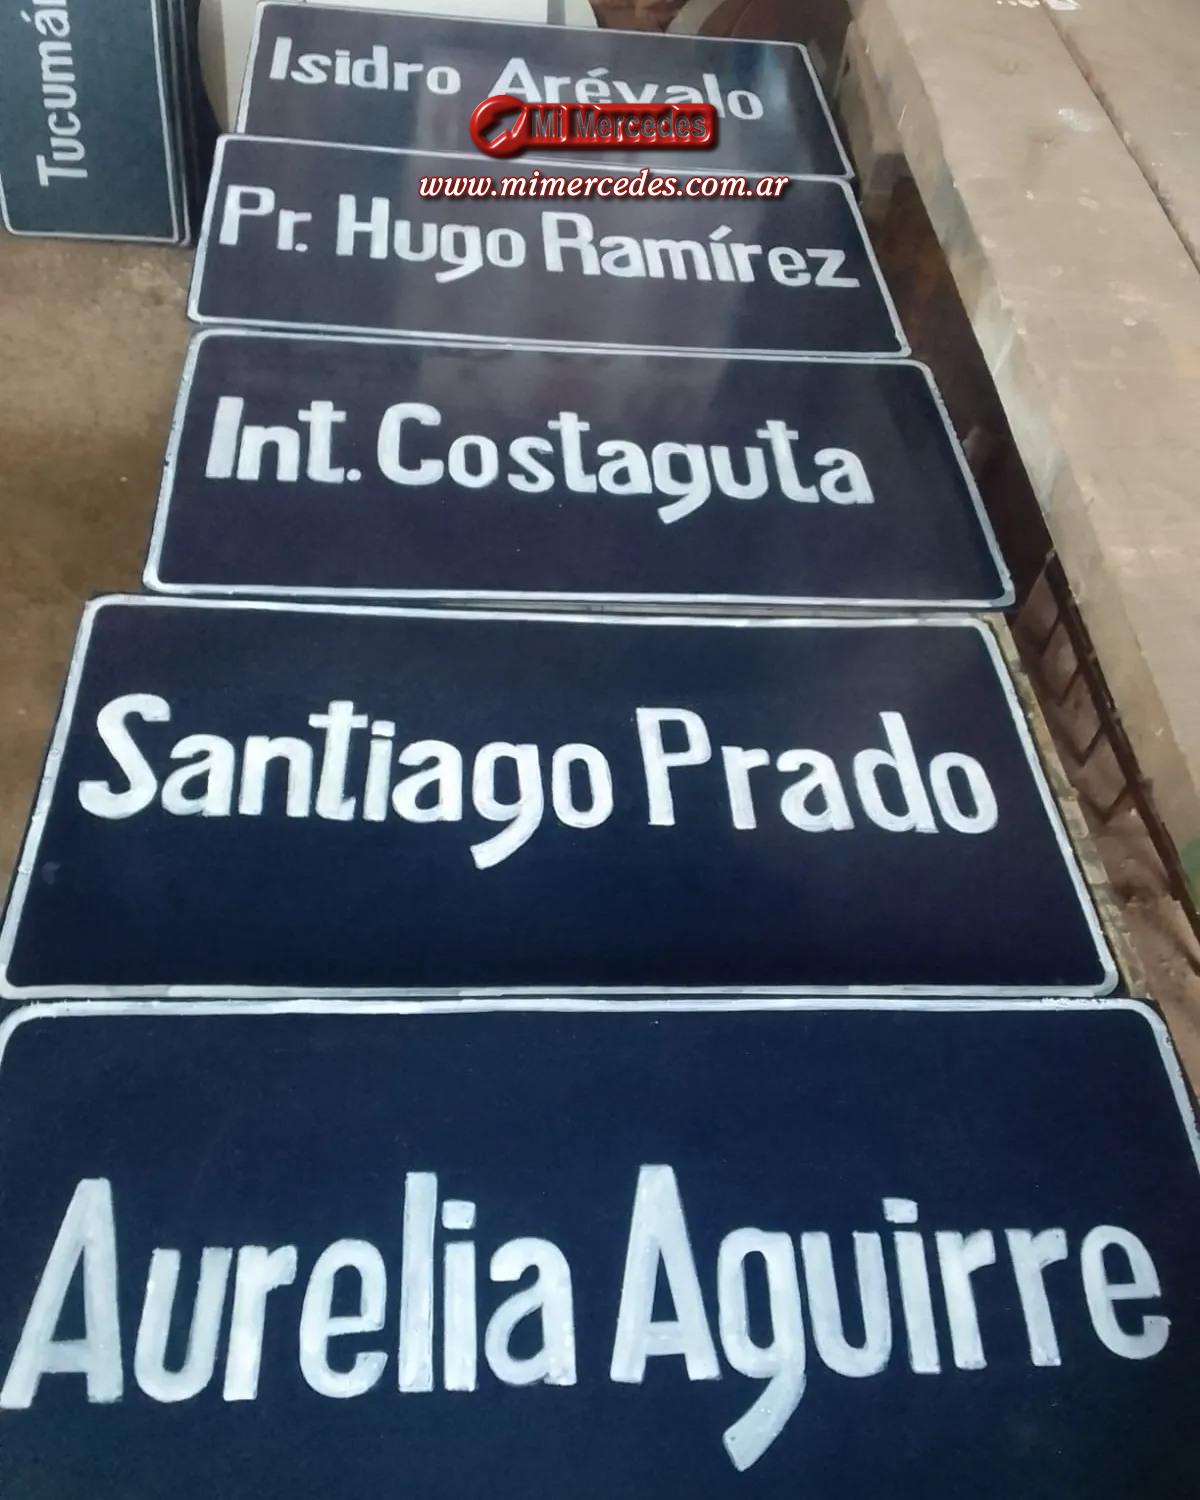 Tucumán
Isidro Arévalo
Mi Mercedes
www.mimercedes.com.ar
Pr. Hugo Ramírez
Int. Costaguta
Santiago Prado
Aurelia Aguirre